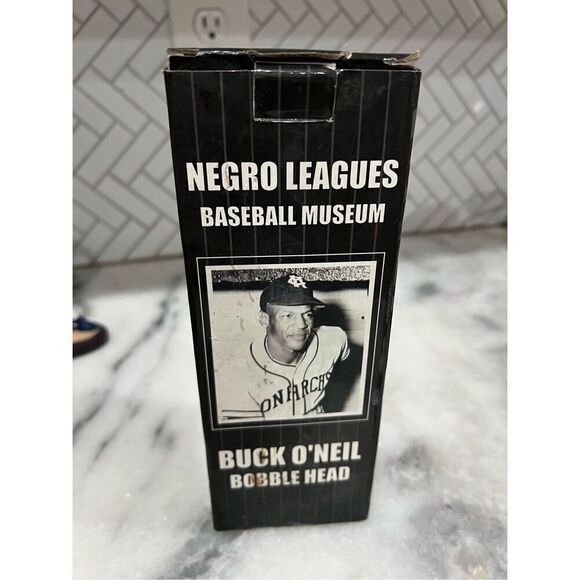 NEGRO LEAGUES
BASEBALL MUSEUM
ONARCHS
BUCK O'NEIL
BOBBLE HEAD